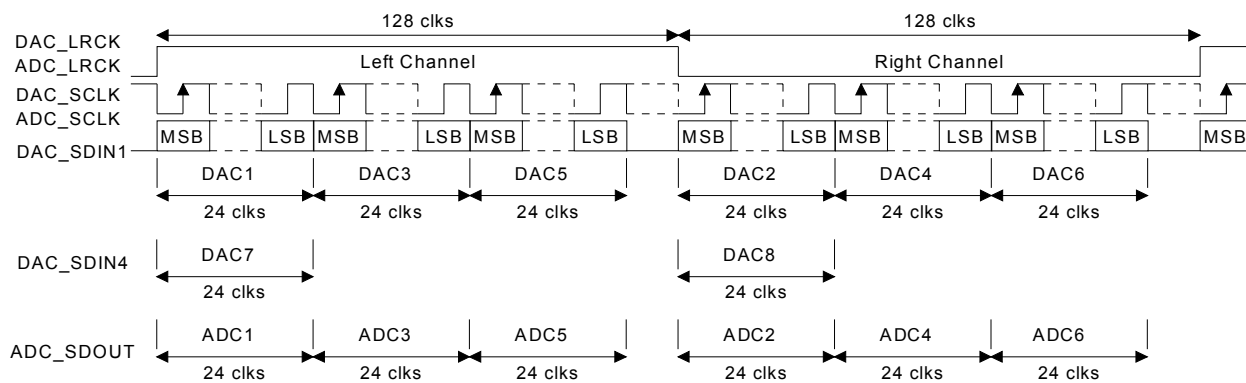 128 clks 128 clks
DAC_LRCK
ADC_LRCK Left Channel Right Channel
DAC_SCLK
ADC_SCLK
DAC_SDIN1 MSB LSB MSB LSB MSB LSB MSB LSB MSB LSB MSB LSB MSB
DAC1 DAC3 DAC5 DAC2 DAC4 DAC6
24 clks 24 clks 24 clks 24 clks 24 clks 24 clks
DAC_SDIN4 DAC7 DAC8
24 clks 24 clks
ADC_SDOUT ADC1 ADC3 ADC5 ADC2 ADC4 ADC6
24 clks 24 clks 24 clks 24 clks 24 clks 24 clks